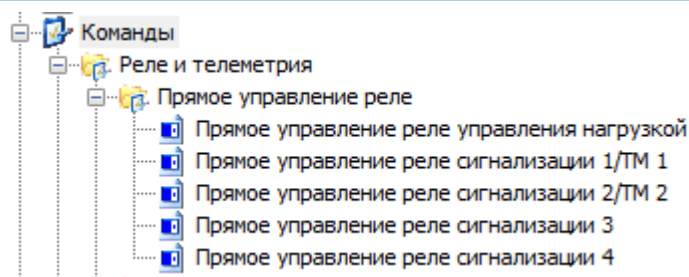 Команды
Реле и телеметрия
Прямое управление реле
Прямое управление реле управления нагрузкой
Прямое управление реле сигнализации 1/ТМ 1
Прямое управление реле сигнализации 2/ТМ 2
Прямое управление реле сигнализации 3
Прямое управление реле сигнализации 4